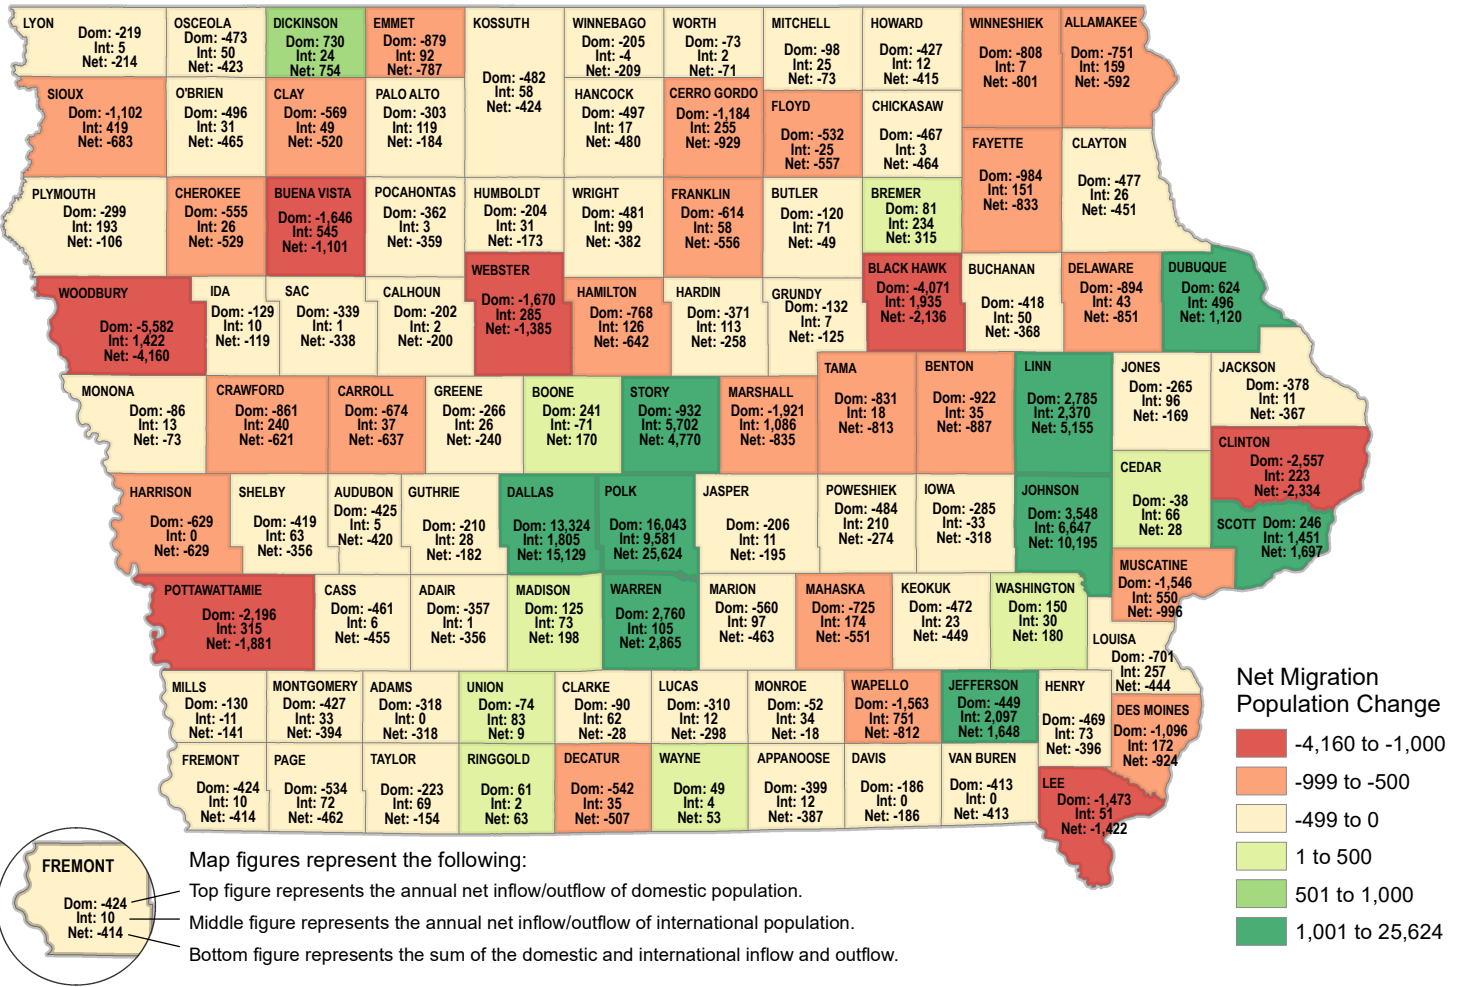 LYON
Dom: -219
Int: 5
Net: -214
OSCEOLA
Dom: -473
Int: 50
Net: -423
DICKINSON
Dom: 730
Int: 24
Net: 754
EMMET
Dom: -879
Int: 92
Net: -787
KOSSUTH
Dom: -482
Int: 58
Net: -424
WINNEBAGO
Dom: -205
Int: -4
Net: -209
WORTH
Dom: -73
Int: 2
Net: -71
MITCHELL
Dom: -98
Int: 25
Net: -73
HOWARD
Dom: -427
Int: 12
Net: -415
WINNESHIEK
Dom: -808
Int: 7
Net: -801
ALLAMAKEE
Dom: -751
Int: 159
Net: -592
SIOUX
Dom: -1,102
Int: 419
Net: -683
O'BRIEN
Dom: -496
Int: 31
Net: -465
CLAY
Dom: -569
Int: 49
Net: -520
PALO ALTO
Dom: -303
Int: 119
Net: -184
HANCOCK
Dom: -497
Int: 17
Net: -480
CERRO GORDO
Dom: -1,184
Int: 255
Net: -929
FLOYD
Dom: -532
Int: -25
Net: -557
CHICKASAW
Dom: -467
Int: 3
Net: -464
FAYETTE
Dom: -984
Int: 151
Net: -833
CLAYTON
Dom: -477
Int: 26
Net: -451
PLYMOUTH
Dom: -299
Int: 193
Net: -106
CHEROKEE
Dom: -555
Int: 26
Net: -529
BUENA VISTA
Dom: -1,646
Int: 545
Net: -1,101
POCAHONTAS
Dom: -362
Int: 3
Net: -359
HUMBOLDT
Dom: -204
Int: 31
Net: -173
WRIGHT
Dom: -481
Int: 99
Net: -382
FRANKLIN
Dom: -614
Int: 58
Net: -556
BUTLER
Dom: -120
Int: 71
Net: -49
BREMER
Dom: 81
Int: 234
Net: 315
WOODBURY
Dom: -5,582
Int: 1,422
Net: -4,160
IDA
Dom: -129
Int: 10
Net: -119
SAC
Dom: -339
Int: 1
Net: -338
CALHOUN
Dom: -202
Int: 2
Net: -200
WEBSTER
Dom: -1,670
Int: 285
Net: -1,385
HAMILTON
Dom: -768
Int: 126
Net: -642
HARDIN
Dom: -371
Int: 113
Net: -258
GRUNDY
Dom: -132
Int: 7
Net: -125
BLACK HAWK
Dom: -4,071
Int: 1,935
Net: -2,136
BUCHANAN
Dom: -418
Int: 50
Net: -368
DELAWARE
Dom: -894
Int: 43
Net: -851
DUBUQUE
Dom: 624
Int: 496
Net: 1,120
MONONA
Dom: -86
Int: 13
Net: -73
CRAWFORD
Dom: -861
Int: 240
Net: -621
CARROLL
Dom: -674
Int: 37
Net: -637
GREENE
Dom: -266
Int: 26
Net: -240
BOONE
Dom: 241
Int: -71
Net: 170
STORY
Dom: -932
Int: 5,702
Net: 4,770
MARSHALL
Dom: -1,921
Int: 1,086
Net: -835
TAMA
Dom: -831
Int: 18
Net: -813
BENTON
Dom: -922
Int: 35
Net: -887
LINN
Dom: 2,785
Int: 2,370
Net: 5,155
JONES
Dom: -265
Int: 96
Net: -169
JACKSON
Dom: -378
Int: 11
Net: -367
CLINTON
Dom: -2,557
Int: 223
Net: -2,334
HARRISON
Dom: -629
Int: 0
Net: -629
SHELBY
Dom: -419
Int: 63
Net: -356
AUDUBON
Dom: -425
Int: 5
Net: -420
GUTHRIE
Dom: -210
Int: 28
Net: -182
DALLAS
Dom: 13,324
Int: 1,805
Net: 15,129
POLK
Dom: 16,043
Int: 9,581
Net: 25,624
JASPER
Dom: -206
Int: 11
Net: -195
POWESHIEK
Dom: -484
Int: 210
Net: -274
IOWA
Dom: -285
Int: -33
Net: -318
JOHNSON
Dom: 3,548
Int: 6,647
Net: 10,195
CEDAR
Dom: -38
Int: 66
Net: 28
SCOTT
Dom: 246
Int: 1,451
Net: 1,697
MUSCATINE
Dom: -1,546
Int: 550
Net: -996
POTTAWATTAMIE
Dom: -2,196
Int: 315
Net: -1,881
CASS
Dom: -461
Int: 6
Net: -455
ADAIR
Dom: -357
Int: 1
Net: -356
MADISON
Dom: 125
Int: 73
Net: 198
WARREN
Dom: 2,760
Int: 105
Net: 2,865
MARION
Dom: -560
Int: 97
Net: -463
MAHASKA
Dom: -725
Int: 174
Net: -551
KEOKUK
Dom: -472
Int: 23
Net: -449
WASHINGTON
Dom: 150
Int: 30
Net: 180
LOUISA
Dom: -701
Int: 257
Net: -444
MILLS
Dom: -130
Int: -11
Net: -141
MONTGOMERY
Dom: -427
Int: 33
Net: -394
ADAMS
Dom: -318
Int: 0
Net: -318
UNION
Dom: -74
Int: 83
Net: 9
CLARKE
Dom: -90
Int: 62
Net: -28
LUCAS
Dom: -310
Int: 12
Net: -298
MONROE
Dom: -52
Int: 34
Net: -18
WAPELLO
Dom: -1,563
Int: 751
Net: -812
JEFFERSON
Dom: -449
Int: 2,097
Net: 1,648
HENRY
Dom: -469
Int: 73
Net: -396
DES MOINES
Dom: -1,096
Int: 172
Net: -924
FREMONT
Dom: -424
Int: 10
Net: -414
PAGE
Dom: -534
Int: 72
Net: -462
TAYLOR
Dom: -223
Int: 69
Net: -154
RINGGOLD
Dom: 61
Int: 2
Net: 63
DECATUR
Dom: -542
Int: 35
Net: -507
WAYNE
Dom: 49
Int: 4
Net: 53
APPANOOSE
Dom: -399
Int: 12
Net: -387
DAVIS
Dom: -186
Int: 0
Net: -186
VAN BUREN
Dom: -413
Int: 0
Net: -413
LEE
Dom: -1,473
Int: 51
Net: -1,422
Net Migration
Population Change
-4,160 to -1,000
-999 to -500
-499 to 0
1 to 500
501 to 1,000
1,001 to 25,624
FREMONT
Dom: -424
Int: 10
Net: -414
Map figures represent the following:
Top figure represents the annual net inflow/outflow of domestic population.
Middle figure represents the annual net inflow/outflow of international population.
Bottom figure represents the sum of the domestic and international inflow and outflow.